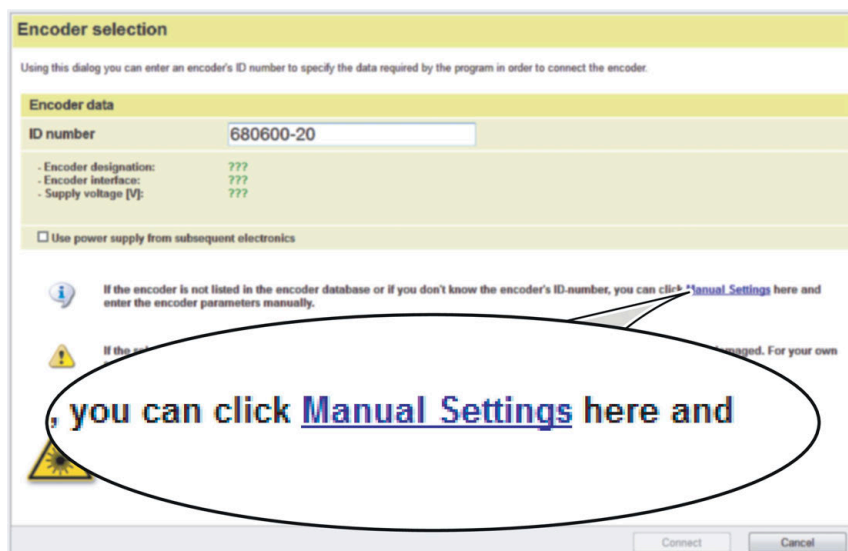 Encoder selection
Using this dialog you can enter an encoder's ID number to specify the data required by the program in order to connect the encoder.
Encoder data
ID number 680600-20
- Encoder designation: ???
- Encoder interface: ???
- Supply voltage [V]: ???
Use power supply from subsequent electronics
If the encoder is not listed in the encoder database or if you don't know the encoder's ID-number, you can click Manual Settings here and
enter the encoder parameters manually.
If the damaged. For your own
, you can click Manual Settings here and
Connect Cancel